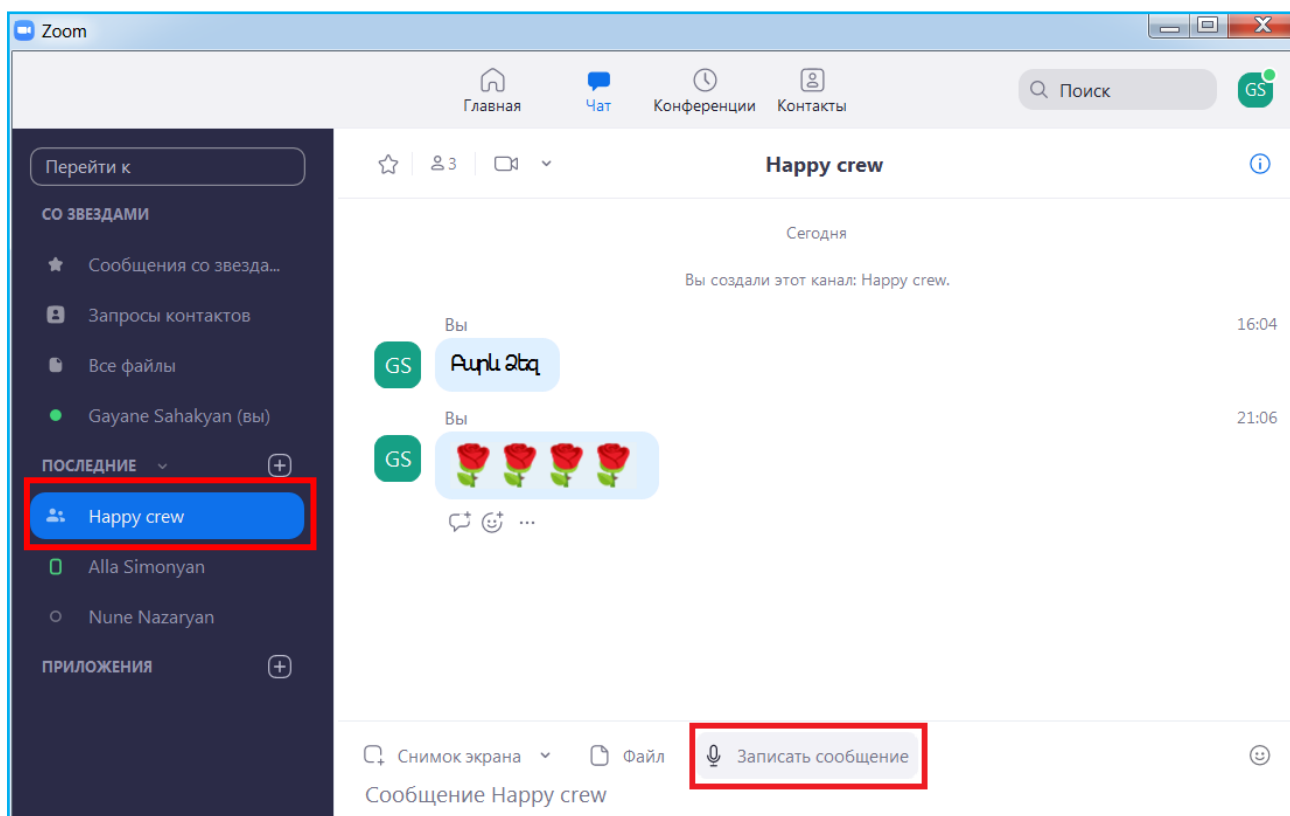 Zoom
Главная Чат Конференции Контакты
Поиск
GS
Перейти к
СО ЗВЕЗДАМИ
Сообщения со звезда...
Запросы контактов
Все файлы
Gayane Sahakyan (вы)
ПОСЛЕДНИЕ
Happy crew
Alla Simonyan
Nune Nazaryan
ПРИЛОЖЕНИЯ
3
Happy crew
Сегодня
Вы создали этот канал: Happy crew.
Вы 16:04
GS Բարև Ձեզ
Вы 21:06
GS
Снимок экрана Файл Записать сообщение
Сообщение Happy crew